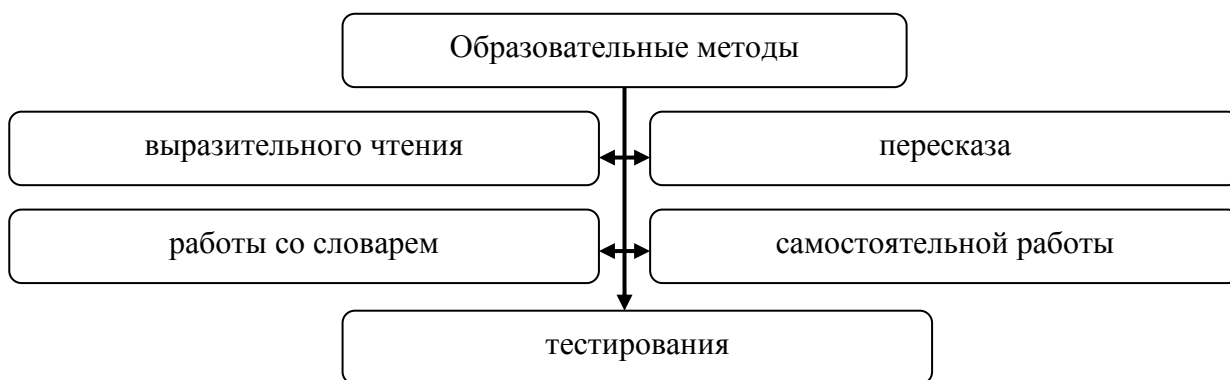 Образовательные методы
выразительного чтения
пересказа
работы со словарем
самостоятельной работы
тестирования